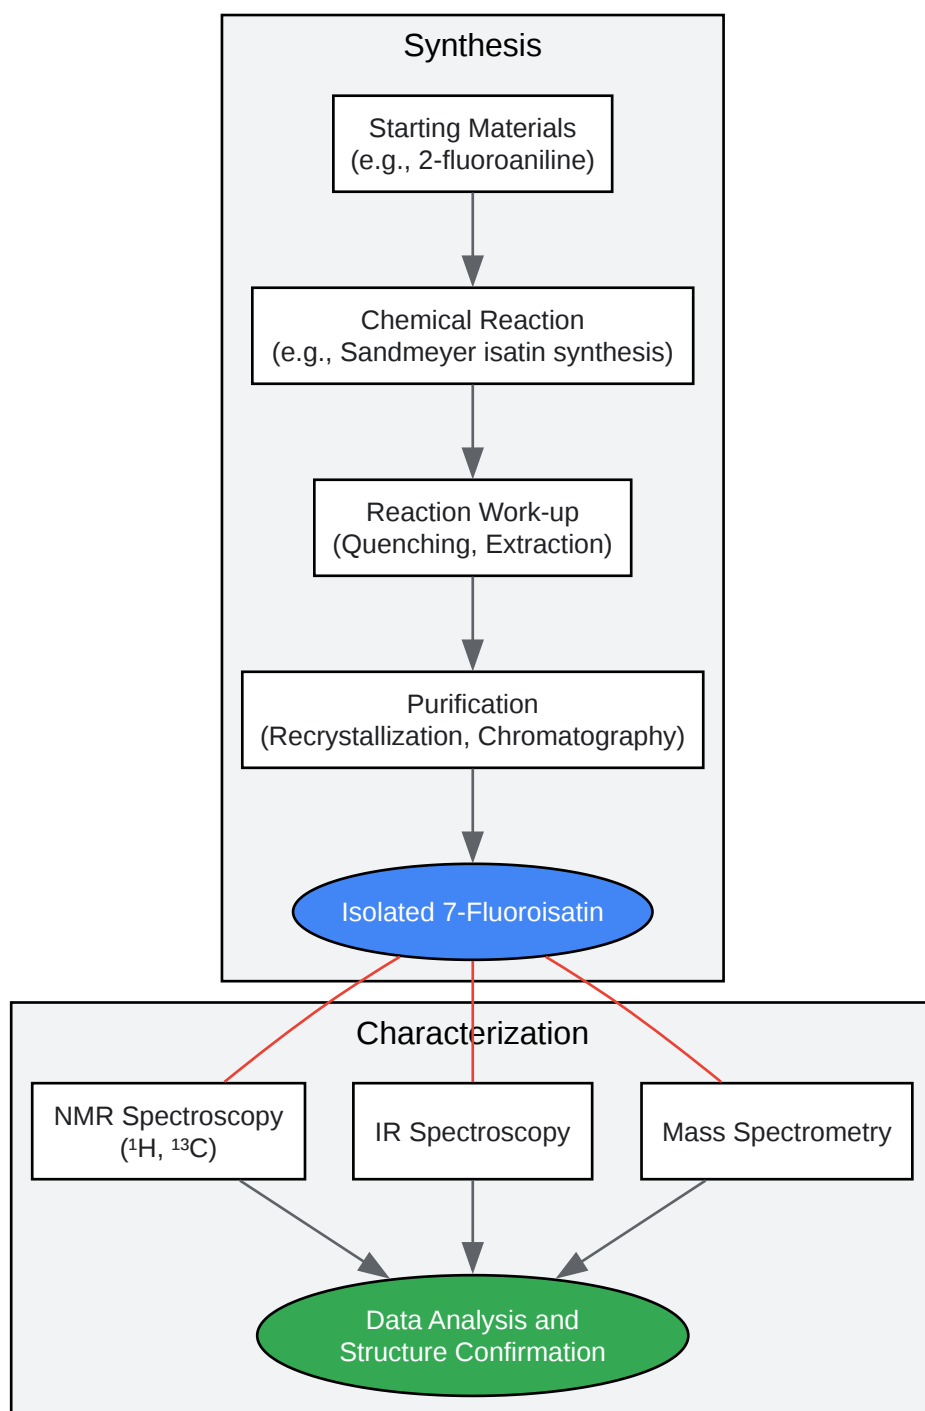 Synthesis
Starting Materials
(e.g., 2-fluoroaniline)
Chemical Reaction
(e.g., Sandmeyer isatin synthesis)
Reaction Work-up
(Quenching, Extraction)
Purification
(Recrystallization, Chromatography)
Isolated 7-Fluoroisatin
Characterization
NMR Spectroscopy
(¹H, ¹³C)
IR Spectroscopy
Mass Spectrometry
Data Analysis and
Structure Confirmation